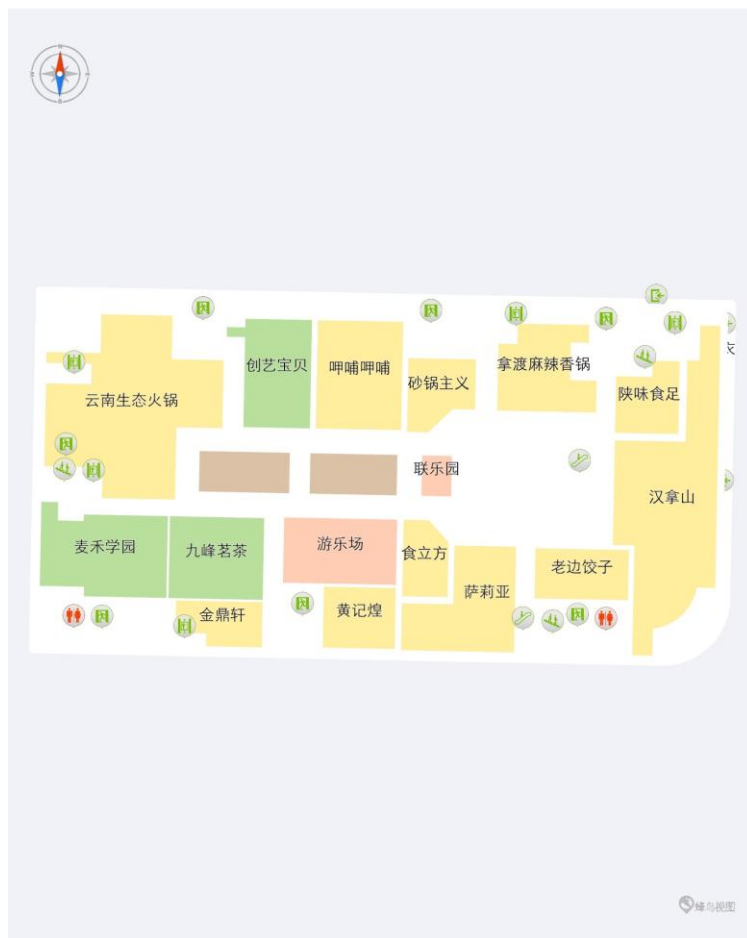 创艺宝贝
呷哺呷哺
拿渡麻辣香锅
砂锅主义
陕味食足
云南生态火锅
联乐园
汉拿山
麦禾学园
九峰茗茶
游乐场
食立方
老边饺子
萨莉亚
金鼎轩
黄记煌
蜂鸟视图